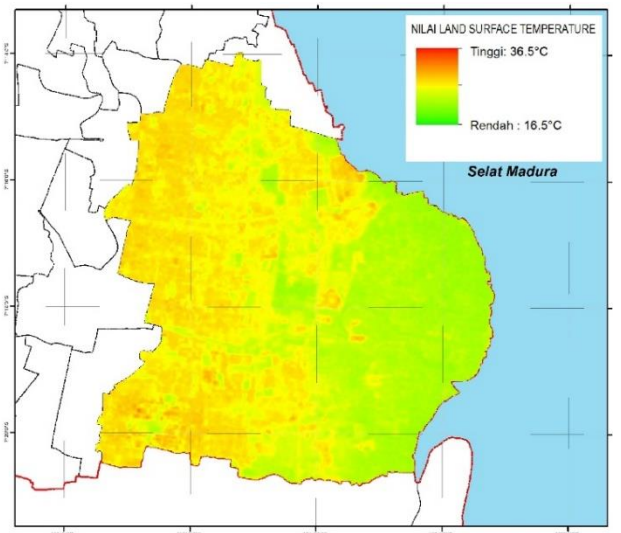 NILAI LAND SURFACE TEMPERATURE
Tinggi: 36.5°C
Rendah : 16.5°C
Selat Madura